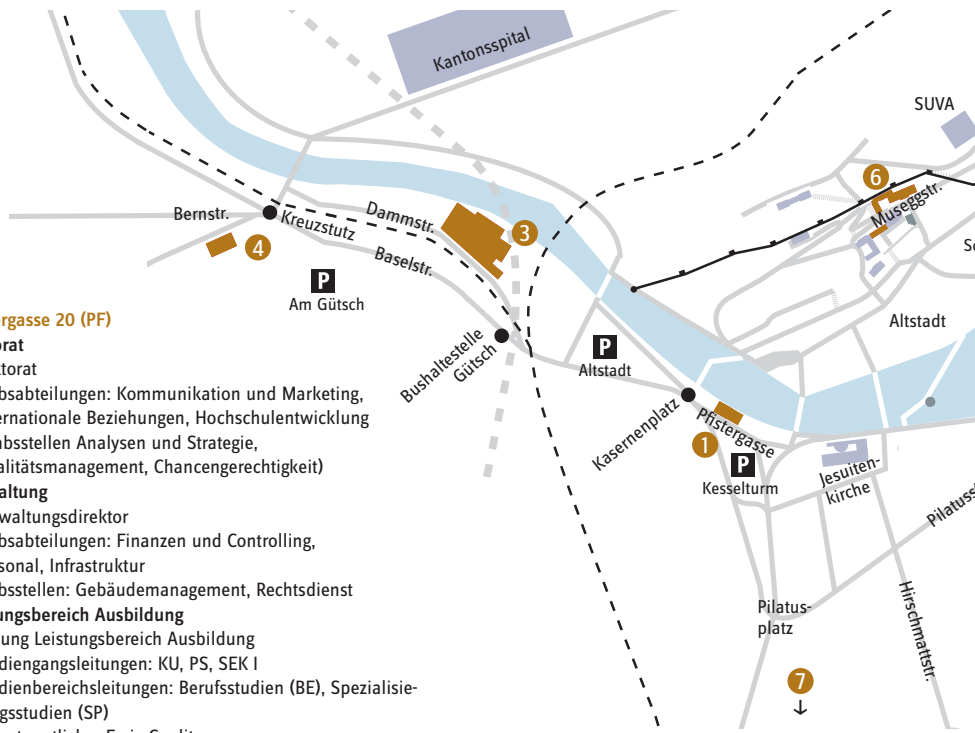 Kantonsspital
SUVA
6
Museggstr.
Bernstr.
Kreuzstutz
Dammstr.
3
4
Baselstr.
P
Am Gütsch
Altstadt
Bushaltestelle
Gütsch
P
Altstadt
Kasernenplatz
Pfistergasse
1
P
Kesselturm
Jesuiten-
kirche
Pilatus-
platz
Hirschmattstr.
7
ergasse 20 (PF)
orat
torat
bsabteilungen: Kommunikation und Marketing,
ernationale Beziehungen, Hochschulentwicklung
absstellen Analysen und Strategie,
alitätsmanagement, Chancengerechtigkeit)
altung
waltungsdirektor
bsabteilungen: Finanzen und Controlling,
sonal, Infrastruktur
bsstellen: Gebäudemanagement, Rechtsdienst
ungsbereich Ausbildung
ung Leistungsbereich Ausbildung
diengangsleitungen: KU, PS, SEK I
dienbereichsleitungen: Berufsstudien (BE), Spezialisie-
gsstudien (SP)